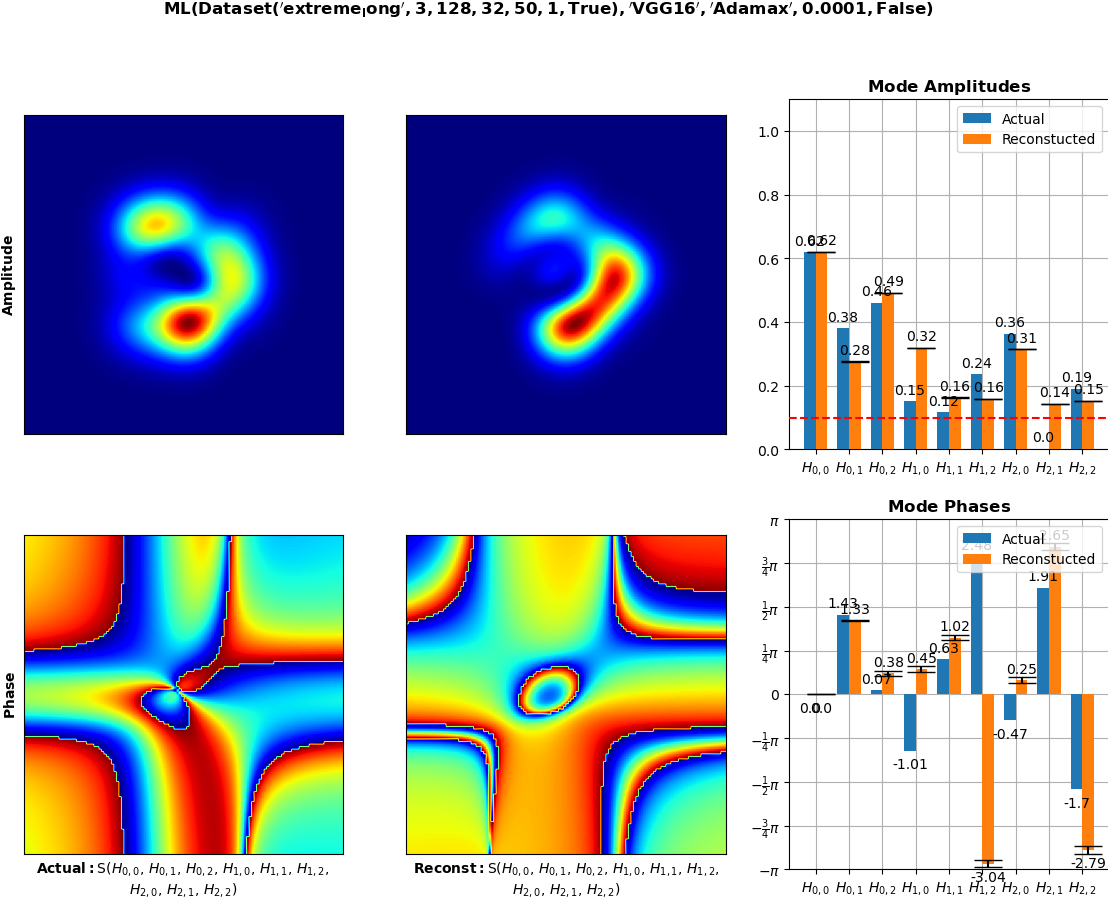 ML(Dataset('extreme_long', 3, 128, 32, 50, 1, True), 'VGG16', 'Adamax', 0.0001, False)
Amplitude
Mode Amplitudes
Actual
Reconstucted
1.0
0.8
0.6
0.4
0.2
0.0
0.62
0.62
0.38
0.28
0.46
0.49
0.15
0.32
0.12
0.16
0.24
0.16
0.36
0.31
0.0
0.14
0.19
0.15
H0,0 H0,1 H0,2 H1,0 H1,1 H1,2 H2,0 H2,1 H2,2
Phase
Mode Phases
Actual
Reconstucted
π
3/4π
1/2π
1/4π
0
−1/4π
−1/2π
−3/4π
−π
0.0
0.0
1.43
1.33
0.07
0.38
-1.01
0.45
0.63
1.02
2.48
-3.04
-0.47
0.25
1.91
2.65
-1.7
-2.79
H0,0 H0,1 H0,2 H1,0 H1,1 H1,2 H2,0 H2,1 H2,2
Actual: S(H0,0, H0,1, H0,2, H1,0, H1,1, H1,2,
H2,0, H2,1, H2,2)
Reconst: S(H0,0, H0,1, H0,2, H1,0, H1,1, H1,2,
H2,0, H2,1, H2,2)